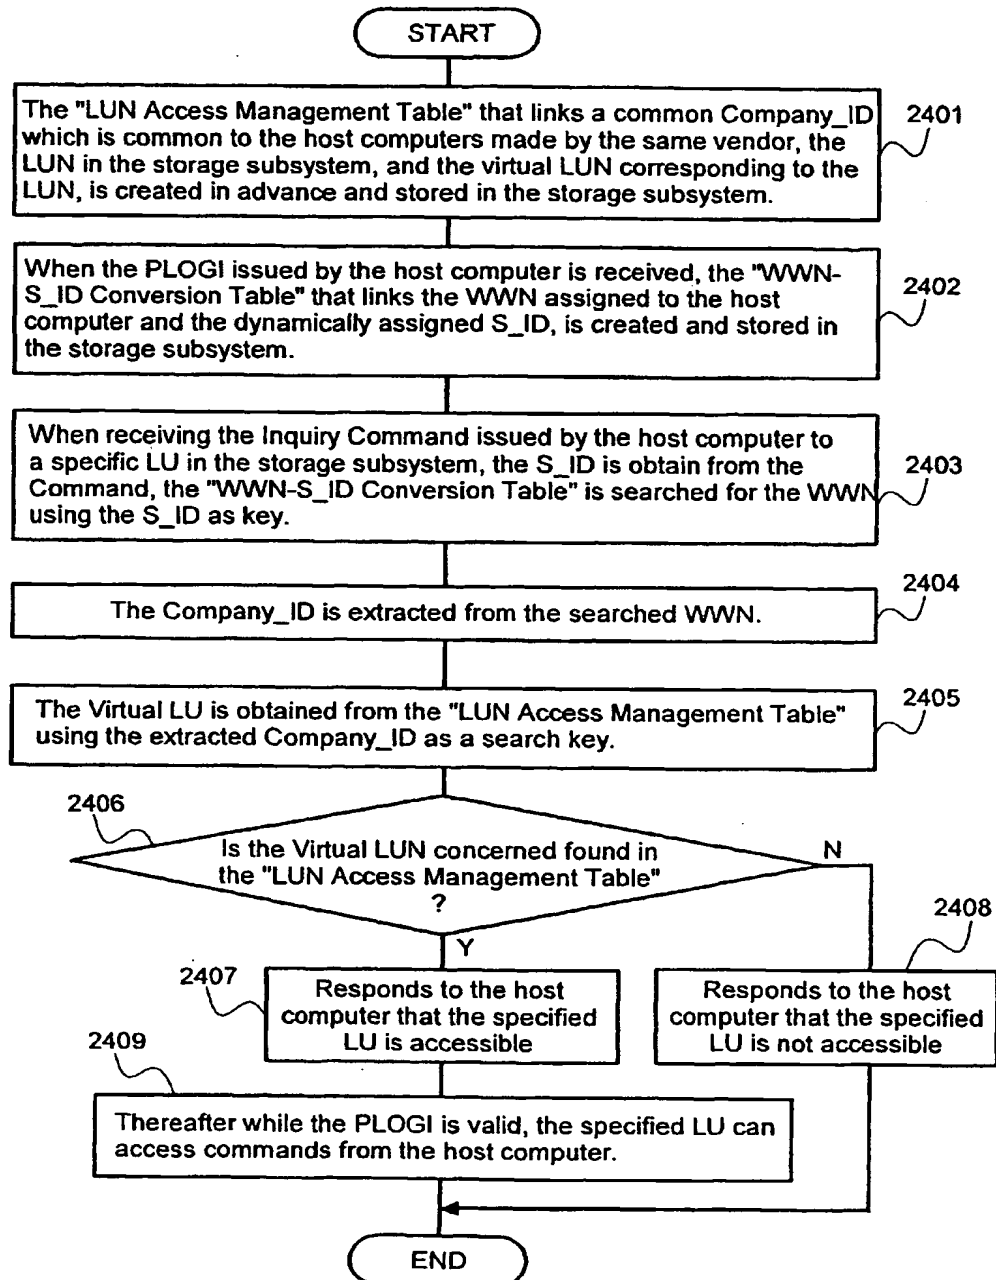 START
The "LUN Access Management Table" that links a common Company_ID
which is common to the host computers made by the same vendor, the
LUN in the storage subsystem, and the virtual LUN corresponding to the
LUN, is created in advance and stored in the storage subsystem.
2401
When the PLOGI issued by the host computer is received, the "WWN-
S_ID Conversion Table" that links the WWN assigned to the host
computer and the dynamically assigned S_ID, is created and stored in
the storage subsystem.
2402
When receiving the Inquiry Command issued by the host computer to
a specific LU in the storage subsystem, the S_ID is obtain from the
Command, the "WWN-S_ID Conversion Table" is searched for the WWN
using the S_ID as key.
2403
2404
The Company_ID is extracted from the searched WWN.
2405
The Virtual LU is obtained from the "LUN Access Management Table"
using the extracted Company_ID as a search key.
2406
Is the Virtual LUN concerned found in
the "LUN Access Management Table"
?
N
Y
2407
Responds to the host
computer that the specified
LU is accessible
2408
Responds to the host
computer that the specified
LU is not accessible
2409
Thereafter while the PLOGI is valid, the specified LU can
access commands from the host computer.
END